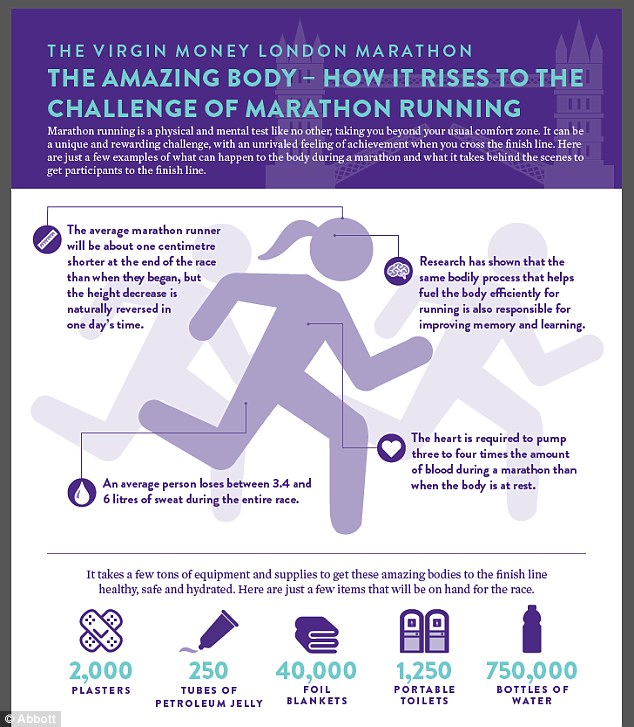 THE VIRGIN MONEY LONDON MARATHON
THE AMAZING BODY – HOW IT RISES TO THE
CHALLENGE OF MARATHON RUNNING
Marathon running is a physical and mental test like no other, taking you beyond your usual comfort zone. It can be
a unique and rewarding challenge, with an unrivaled feeling of achievement when you cross the finish line. Here
are just a few examples of what can happen to the body during a marathon and what it takes behind the scenes to
get participants to the finish line.
The average marathon runner
will be about one centimetre
shorter at the end of the race
than when they began, but
the height decrease is
naturally reversed in
one day's time.
Research has shown that the
same bodily process that helps
fuel the body efficiently for
running is also responsible for
improving memory and learning.
The heart is required to pump
three to four times the amount
of blood during a marathon than
when the body is at rest.
An average person loses between 3.4 and
6 litres of sweat during the entire race.
It takes a few tons of equipment and supplies to get these amazing bodies to the finish line
healthy, safe and hydrated. Here are just a few items that will be on hand for the race.
2,000
PLASTERS
250
TUBES OF
PETROLEUM JELLY
40,000
FOIL
BLANKETS
1,250
PORTABLE
TOILETS
750,000
BOTTLES OF
WATER
© Abbott